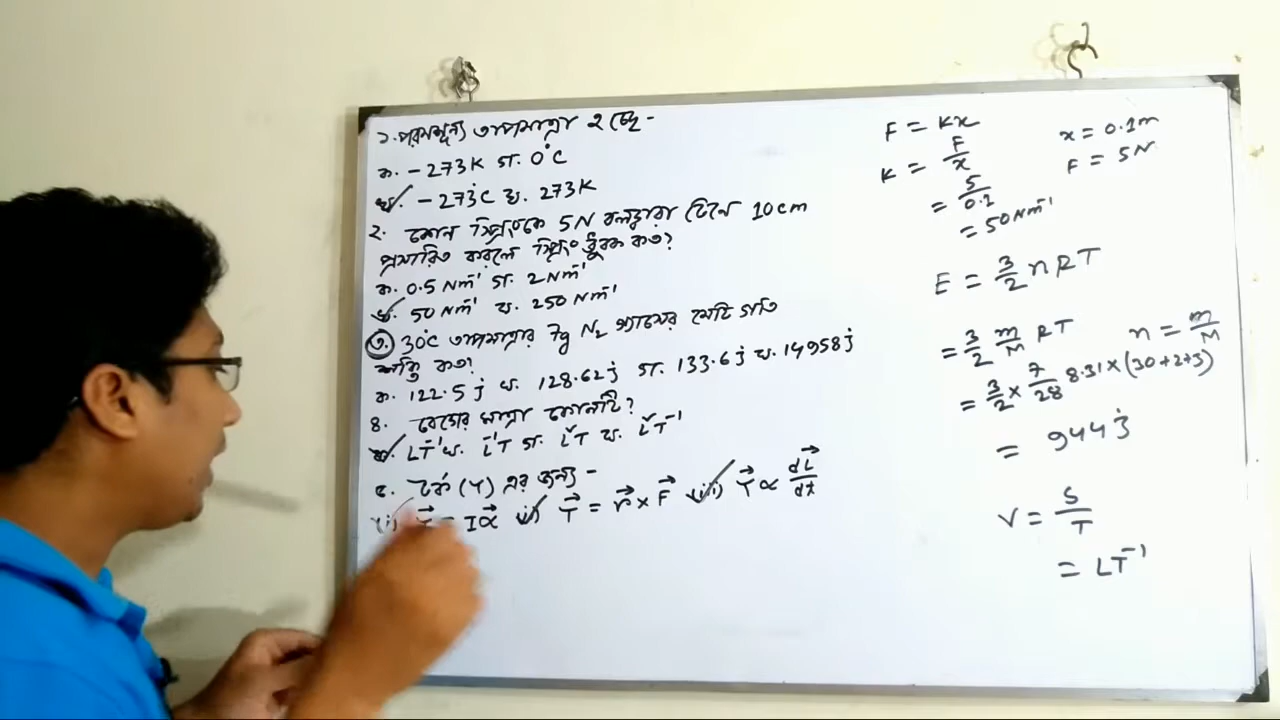 ১. পরমশূন্য তাপমাত্রা হচ্ছে-
ক. -273K গ. 0°C
খ. -273°C ঘ. 273K
২. কোন স্প্রিংকে 5N বলদ্বারা টেনে 10cm
প্রসারিত করলে স্প্রিং ধ্রুবক কত?
ক. 0.5 Nm⁻¹ গ. 2Nm⁻¹
খ. 50 Nm⁻¹ ঘ. 250 Nm⁻¹
৩. 30°C তাপমাত্রার 7g N₂ গ্যাসের মোট গতি
শক্তি কত?
ক. 122.5 j খ. 128.62 j গ. 133.6 j ঘ. 14958 j
৪. বেগের মাত্রা কোনটি?
ক. LT⁻¹ খ. L⁻¹T গ. L²T ঘ. L²T⁻¹
৫. টর্ক (τ) এর জন্য -
(i) = Iα⃗ (ii) τ⃗ = r⃗ × F⃗ (iii) τ⃗ ∝ dL⃗/dt
F = Kx
K = F/x
= 5/0.1
= 50 Nm⁻¹
x = 0.1m
F = 5N
E = 3/2 nRT
= 3/2 m/M RT
n = m/M
= 3/2 × 7/28 8.31 × (30+273)
= 944 j
V = S/T
= LT⁻¹